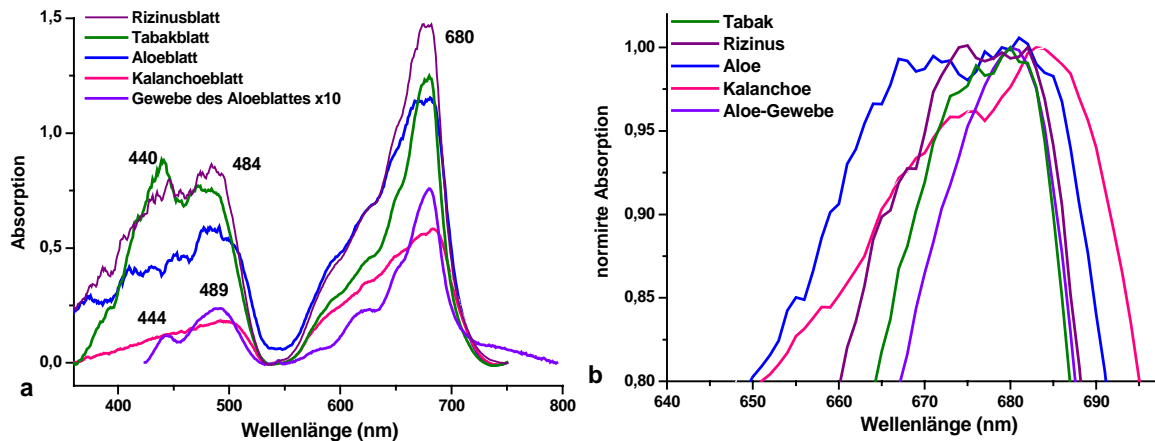 1,5
1,0
0,5
0,0
Absorption
Rizinusblatt
Tabakblatt
Aloeblatt
Kalanchoeblatt
Gewebe des Aloeblattes x10
680
440
484
489
444
400 500 600 700 800
Wellenlänge (nm)
a
1,00
0,95
0,90
0,85
0,80
normirte Absorption
Tabak
Rizinus
Aloe
Kalanchoe
Aloe-Gewebe
640 650 660 670 680 690
Wellenlänge (nm)
b